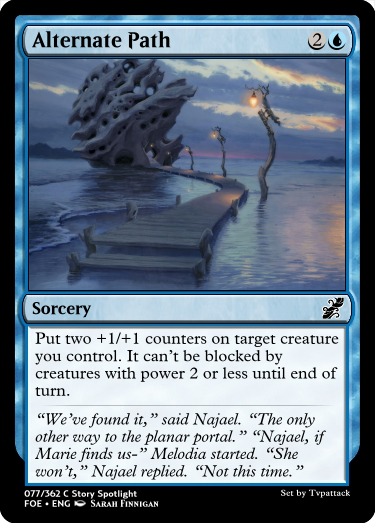 Alternate Path
2
Sorcery
Put two +1/+1 counters on target creature
you control. It can't be blocked by
creatures with power 2 or less until end of
turn.
“We've found it,” said Najael. “The only
other way to the planar portal.” “Najael, if
Marie finds us-” Melodia started. “She
won't,” Najael replied. “Not this time.”
077/362 C Story Spotlight
Set by Tvpattack
FOE • ENG Sarah Finnigan